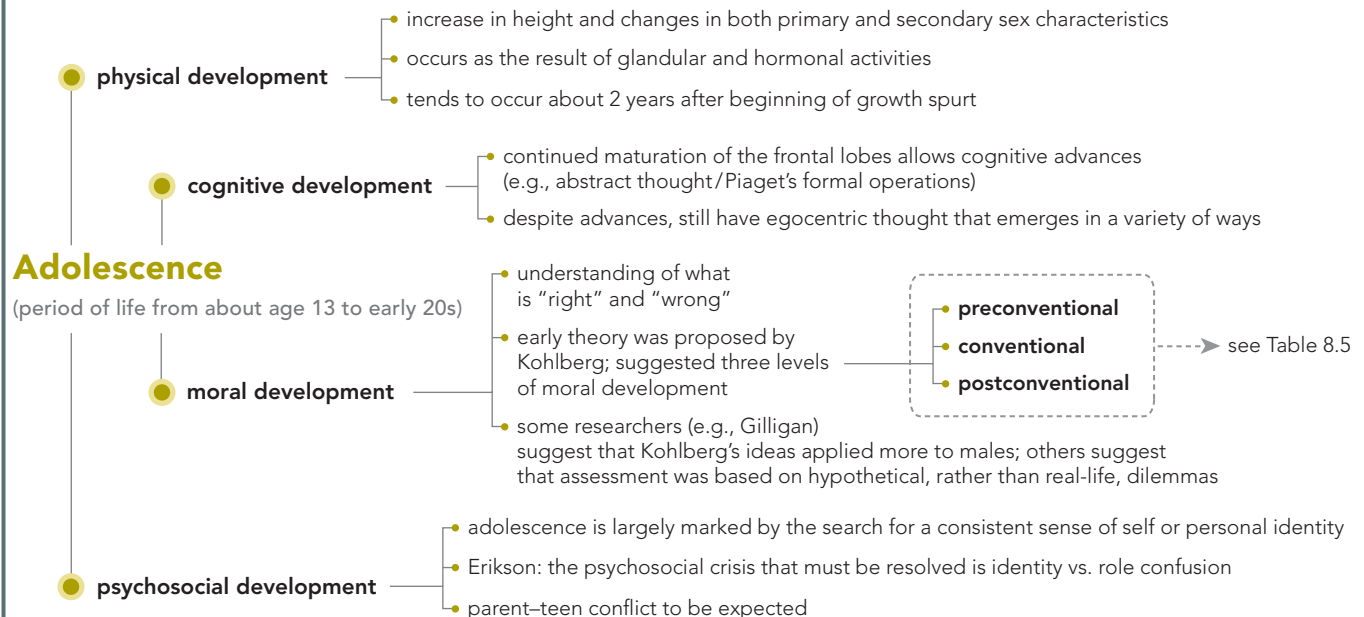 increase in height and changes in both primary and secondary sex characteristics
physical development
occurs as the result of glandular and hormonal activities
tends to occur about 2 years after beginning of growth spurt
cognitive development
continued maturation of the frontal lobes allows cognitive advances
(e.g., abstract thought/Piaget's formal operations)
despite advances, still have egocentric thought that emerges in a variety of ways
Adolescence
(period of life from about age 13 to early 20s)
moral development
understanding of what
is “right” and “wrong”
early theory was proposed by
Kohlberg; suggested three levels
of moral development
preconventional
conventional
postconventional
see Table 8.5
some researchers (e.g., Gilligan)
suggest that Kohlberg's ideas applied more to males; others suggest
that assessment was based on hypothetical, rather than real-life, dilemmas
psychosocial development
adolescence is largely marked by the search for a consistent sense of self or personal identity
Erikson: the psychosocial crisis that must be resolved is identity vs. role confusion
parent–teen conflict to be expected